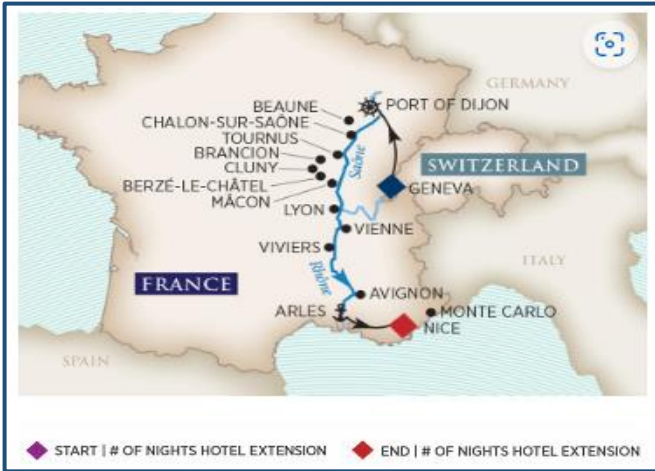 GERMANY
BEAUNE
PORT OF DIJON
CHALON-SUR-SAÔNE
TOURNUS
BRANCION
Saône
SWITZERLAND
CLUNY
BERZÉ-LE-CHÂTEL
GENEVA
MÂCON
LYON
VIENNE
VIVIERS
ITALY
Rhône
FRANCE
AVIGNON
ARLES
MONTE CARLO
NICE
SPAIN
START | # OF NIGHTS HOTEL EXTENSION
END | # OF NIGHTS HOTEL EXTENSION